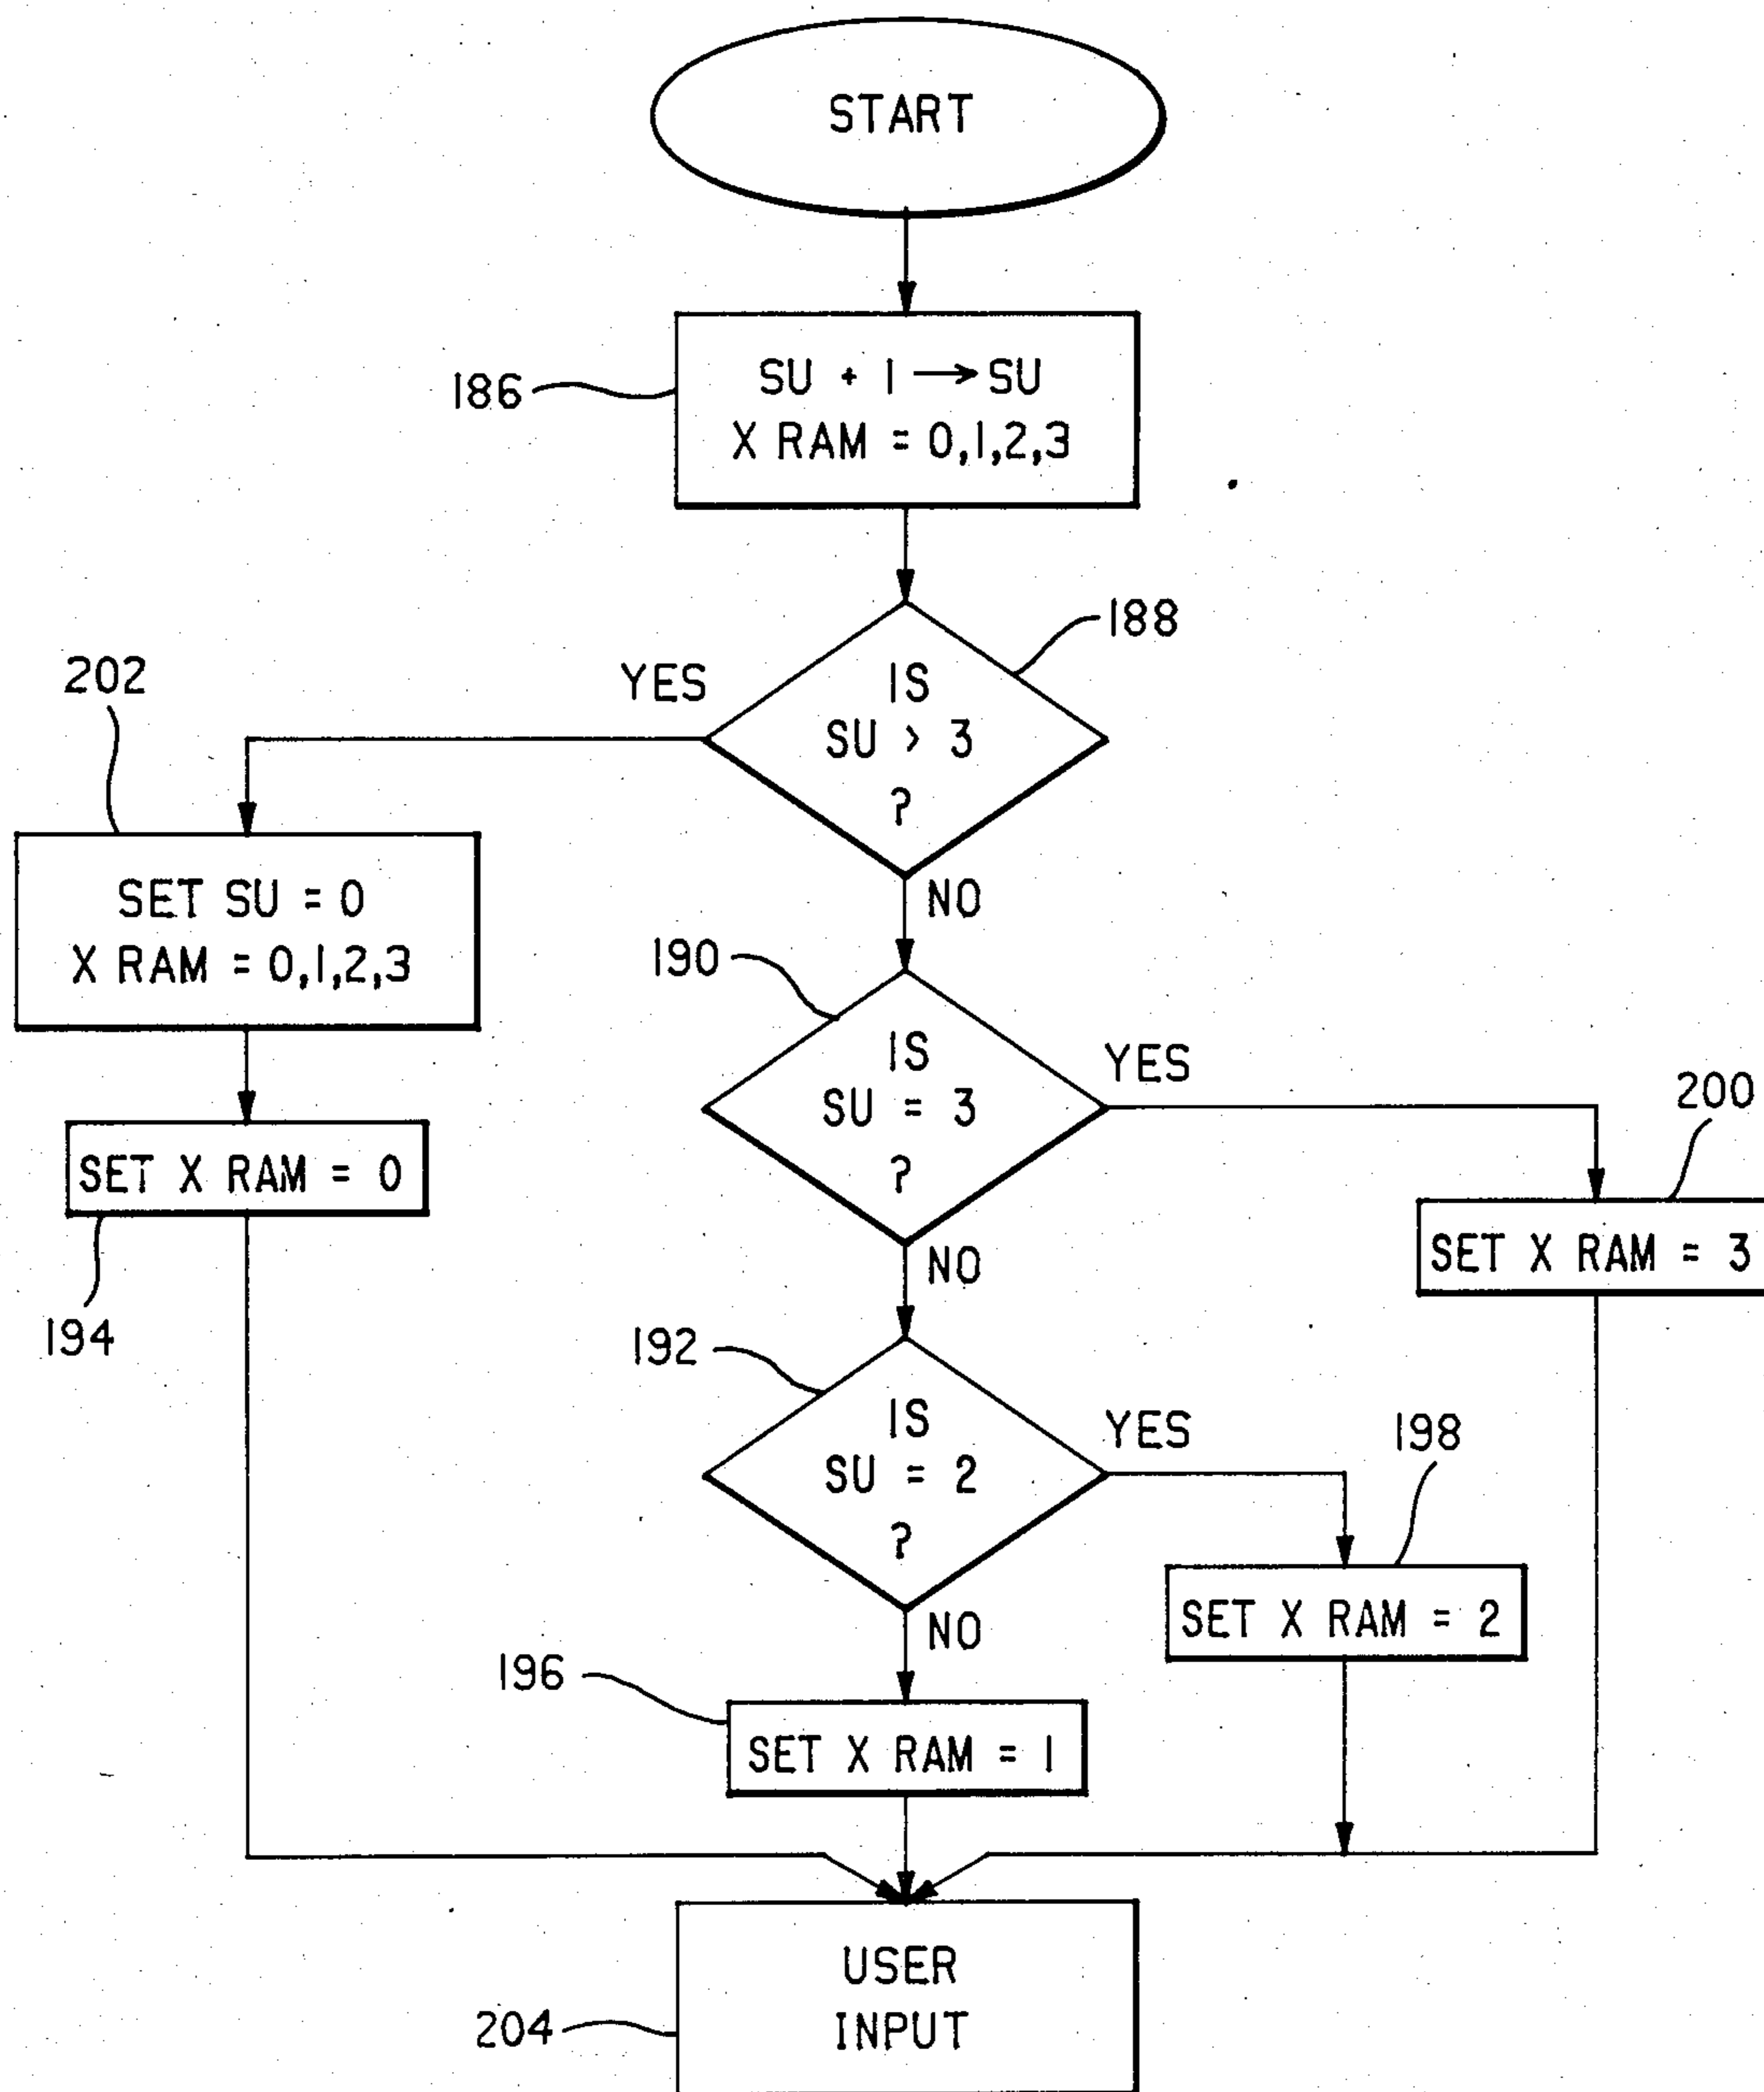 START
186
SU + 1 → SU
X RAM = 0,1,2,3
188
IS
SU > 3
?
YES
NO
202
SET SU = 0
X RAM = 0,1,2,3
SET X RAM = 0
194
190
IS
SU = 3
?
YES
NO
200
SET X RAM = 3
192
IS
SU = 2
?
YES
NO
198
SET X RAM = 2
196
SET X RAM = 1
USER
INPUT
204